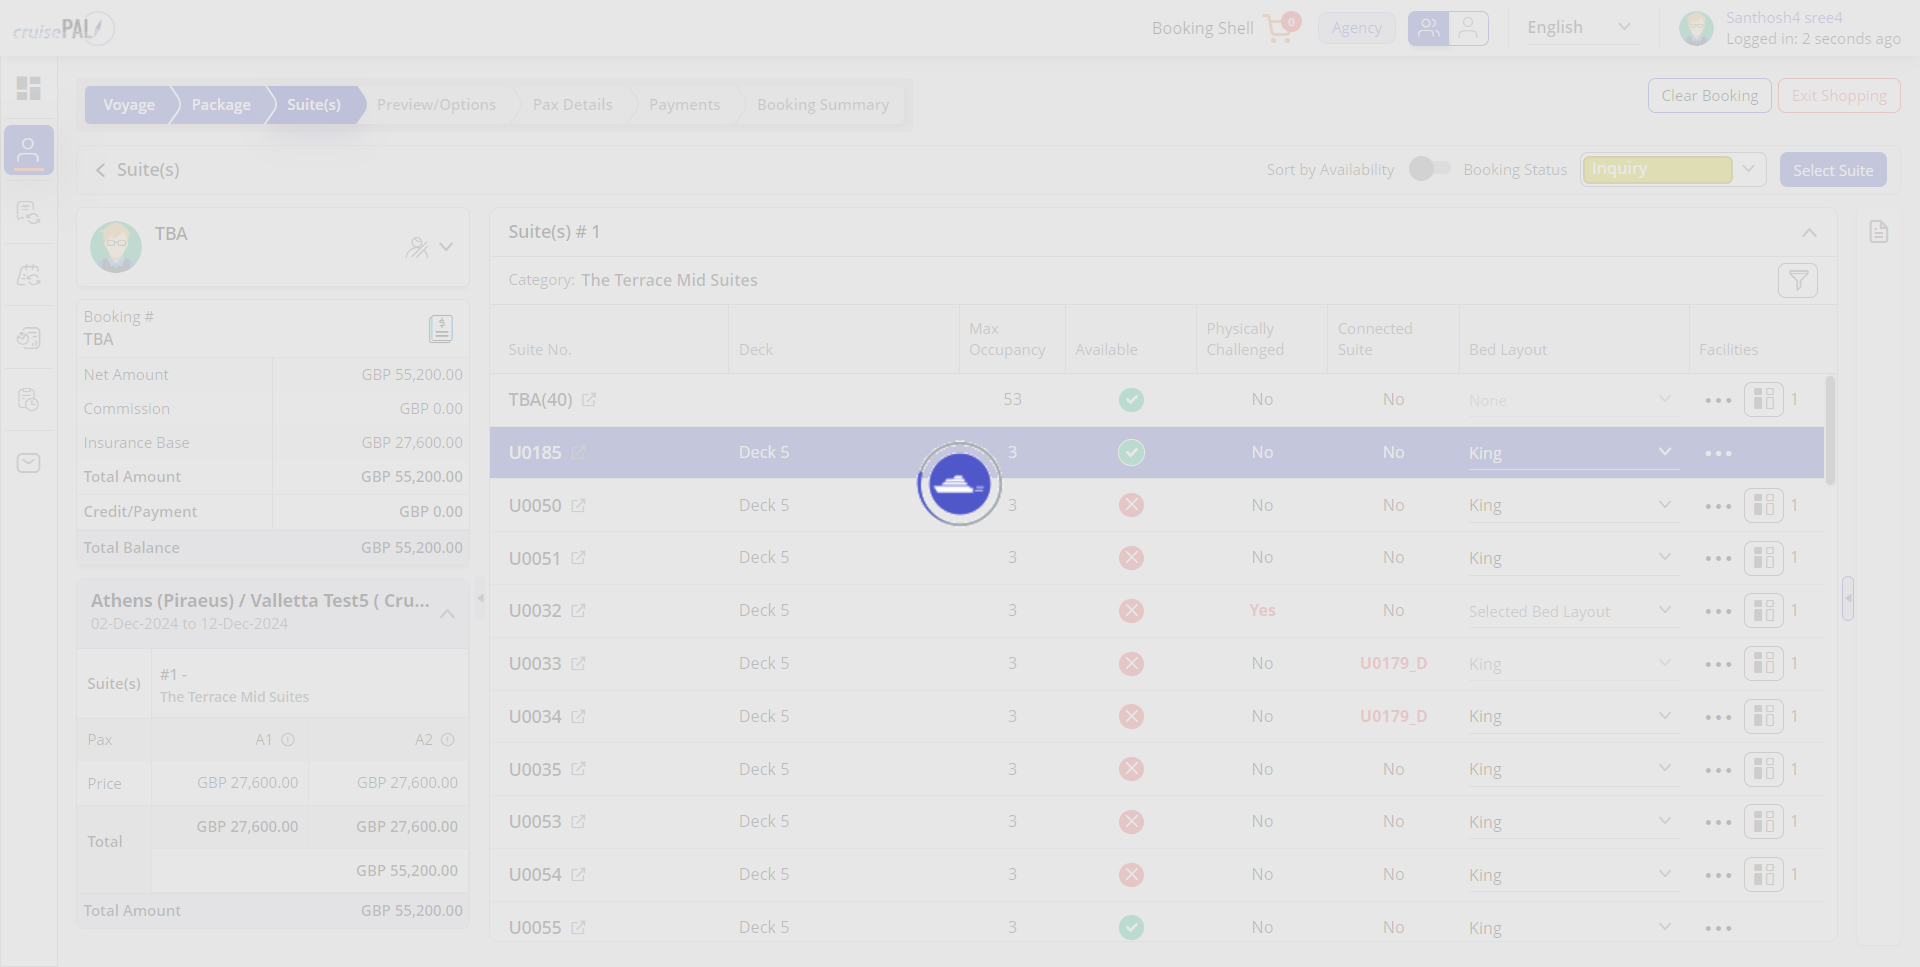 cruisePAL
Booking Shell
0
Agency
English
Santhosh4 sree4
Logged in: 2 seconds ago
Voyage
Package
Suite(s)
Preview/Options
Pax Details
Payments
Booking Summary
Clear Booking
Exit Shopping
Suite(s)
Sort by Availability
Booking Status
Inquiry
Select Suite
TBA
Booking #
TBA
Net Amount GBP 55,200.00
Commission GBP 0.00
Insurance Base GBP 27,600.00
Total Amount GBP 55,200.00
Credit/Payment GBP 0.00
Total Balance GBP 55,200.00
Athens (Piraeus) / Valletta Test5 ( Cru...
02-Dec-2024 to 12-Dec-2024
Suite(s) #1 -
The Terrace Mid Suites
Pax A1 A2
Price GBP 27,600.00 GBP 27,600.00
Total GBP 27,600.00 GBP 27,600.00
GBP 55,200.00
Total Amount GBP 55,200.00
Suite(s) # 1
Category: The Terrace Mid Suites
Suite No. Deck Max Occupancy Available Physically Challenged Connected Suite Bed Layout Facilities
TBA(40) 53 No No None 1
U0185 Deck 5 3 No No King
U0050 Deck 5 3 No No King 1
U0051 Deck 5 3 No No King 1
U0032 Deck 5 3 Yes No Selected Bed Layout 1
U0033 Deck 5 3 No U0179_D King 1
U0034 Deck 5 3 No U0179_D King 1
U0035 Deck 5 3 No No King 1
U0053 Deck 5 3 No No King 1
U0054 Deck 5 3 No No King 1
U0055 Deck 5 3 No No King